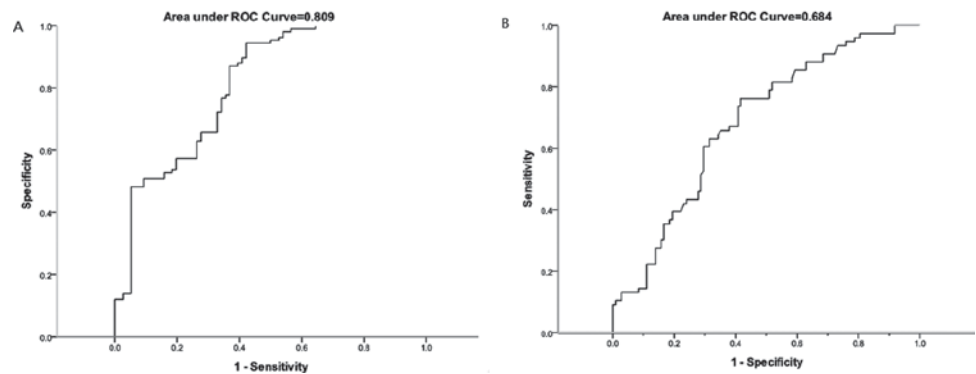 A
Area under ROC Curve=0.809
Specificity
1.0
0.8
0.6
0.4
0.2
0.0
0.0 0.2 0.4 0.6 0.8 1.0
1 - Sensitivity
B
Area under ROC Curve=0.684
Sensitivity
1.0
0.8
0.6
0.4
0.2
0.0
0.0 0.2 0.4 0.6 0.8 1.0
1 - Specificity